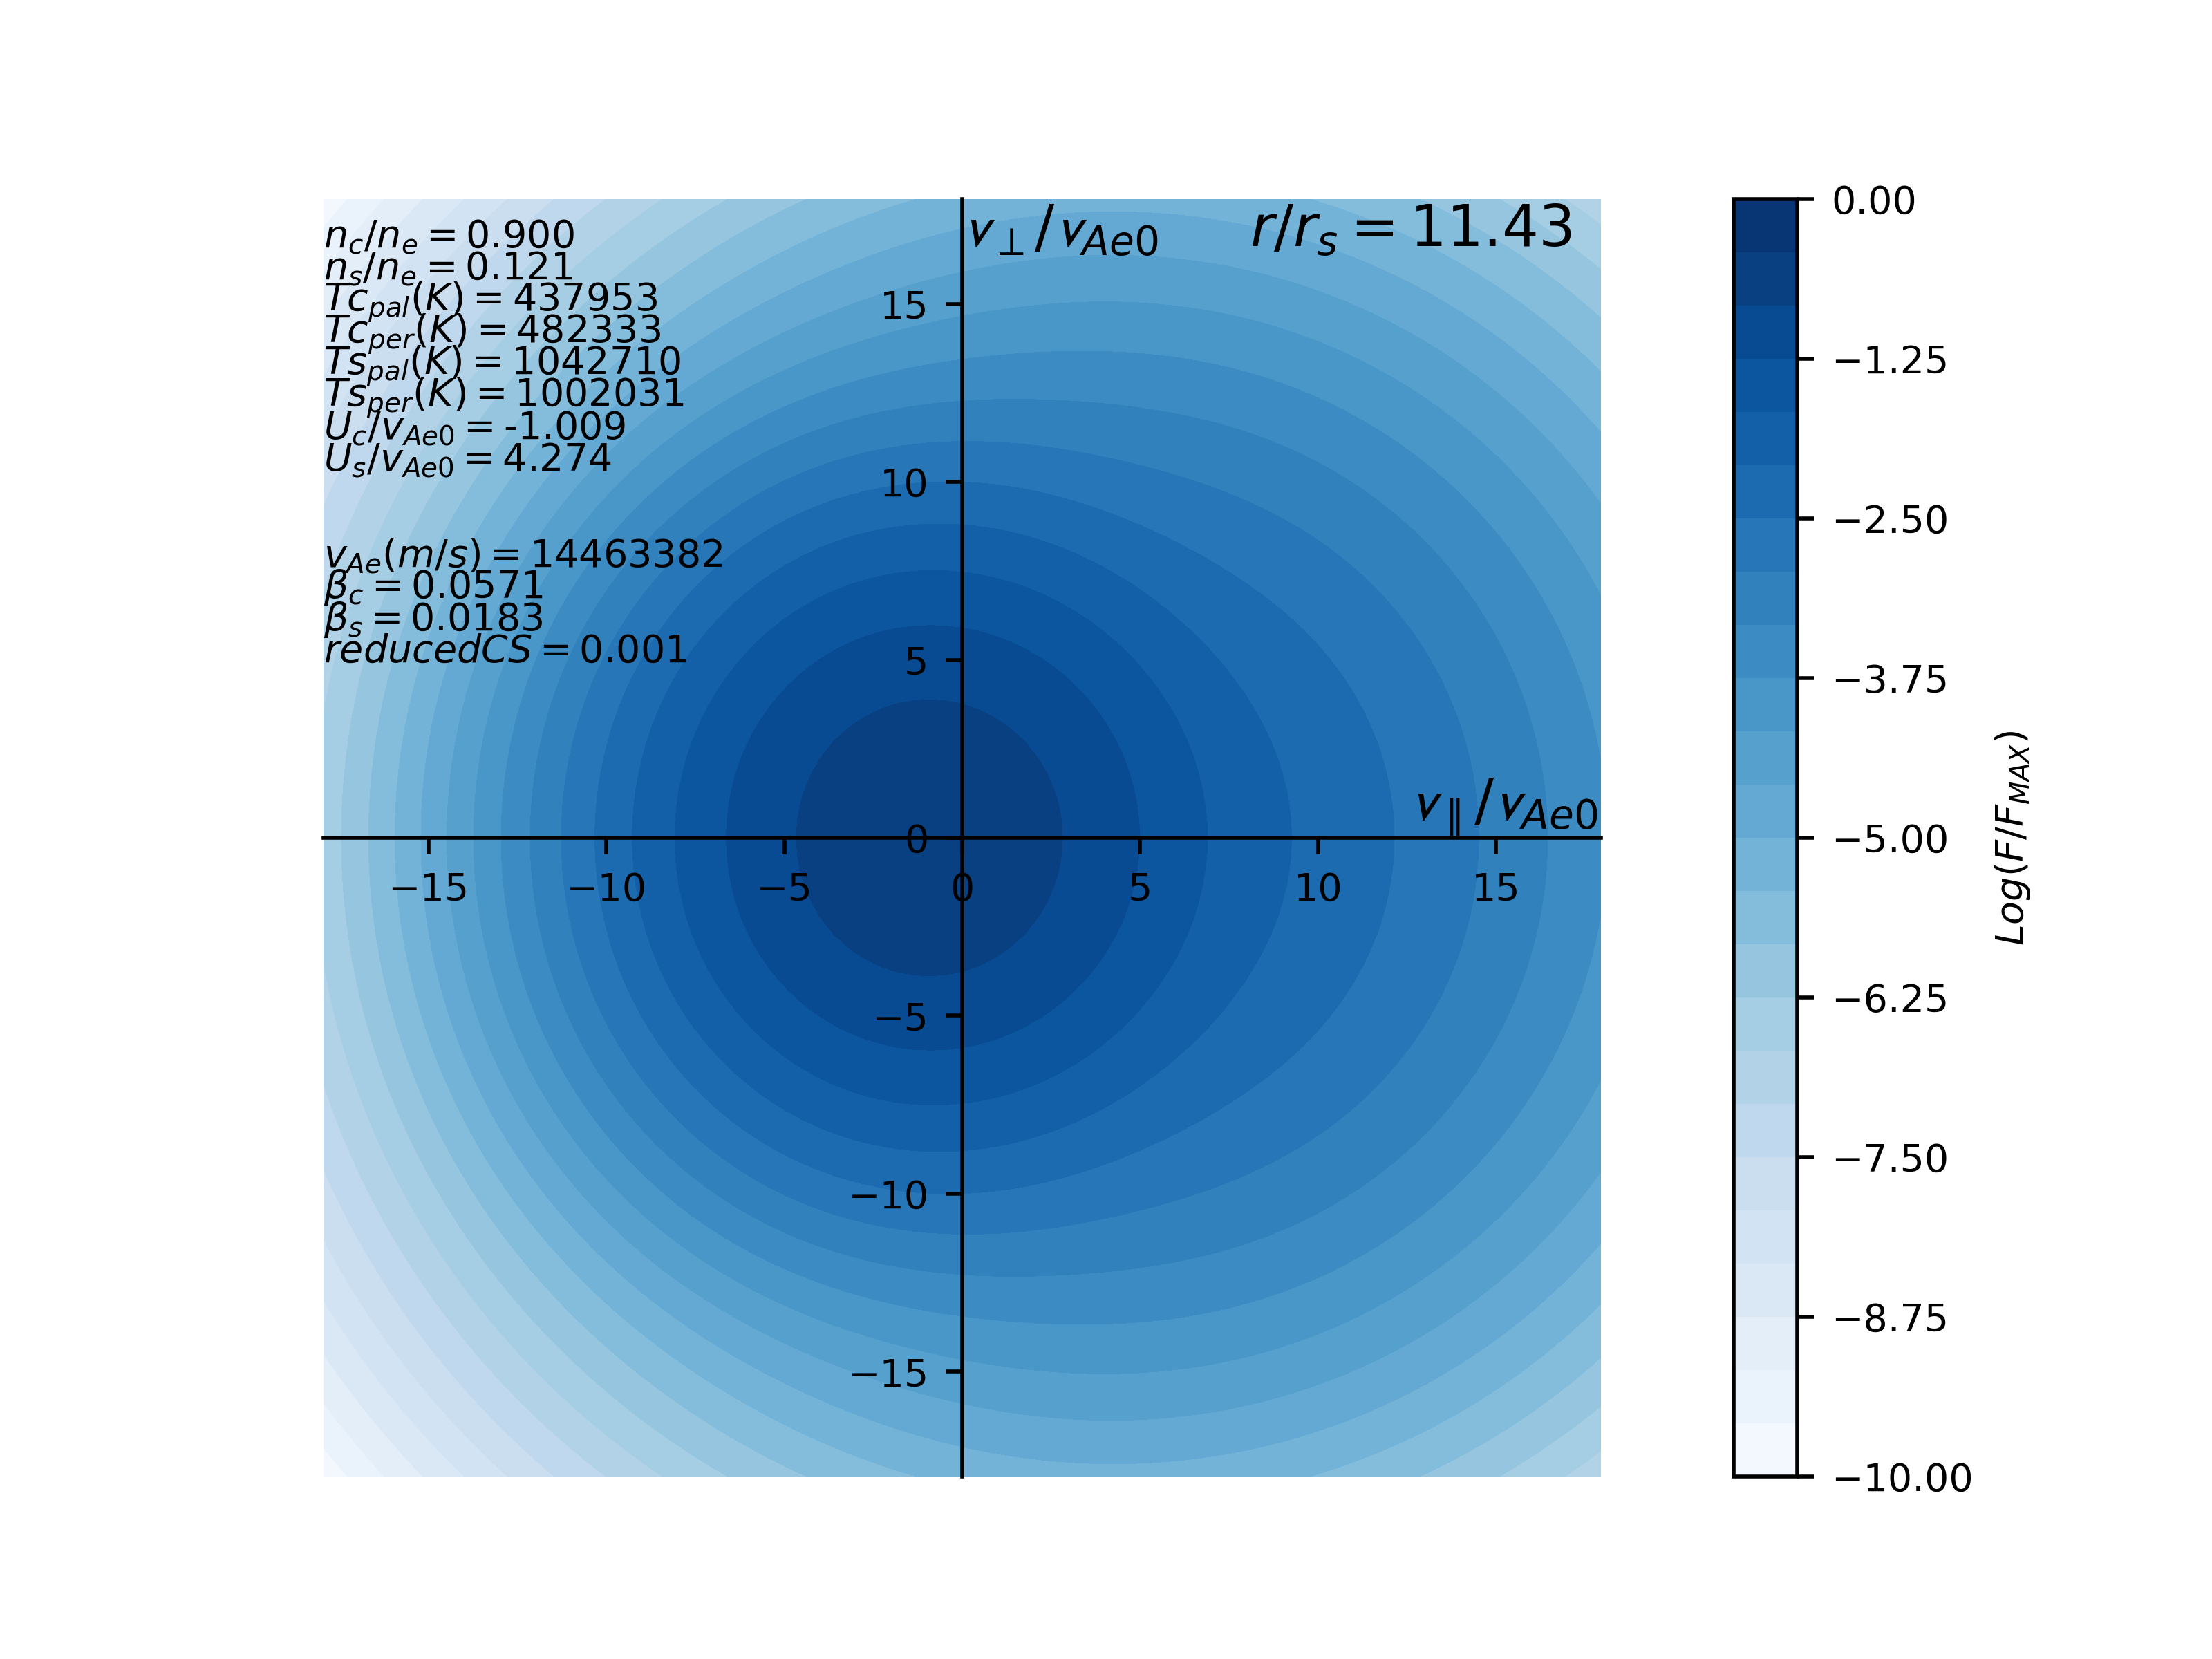 n_c/n_e = 0.900
n_s/n_e = 0.121
Tc_pal(K) = 437953
Tc_per(K) = 482333
Ts_pal(K) = 1042710
Ts_per(K) = 1002031
U_c/v_Ae0 = -1.009
U_s/v_Ae0 = 4.274
v_Ae(m/s) = 14463382
β_c = 0.0571
β_s = 0.0183
reducedCS = 0.001
v_⊥/v_Ae0
r/r_s = 11.43
15
10
5
0
−5
−10
−15
v_∥/v_Ae0
−15 −10 −5 0 5 10 15
0.00
−1.25
−2.50
−3.75
−5.00
−6.25
−7.50
−8.75
−10.00
Log(F/F_MAX)